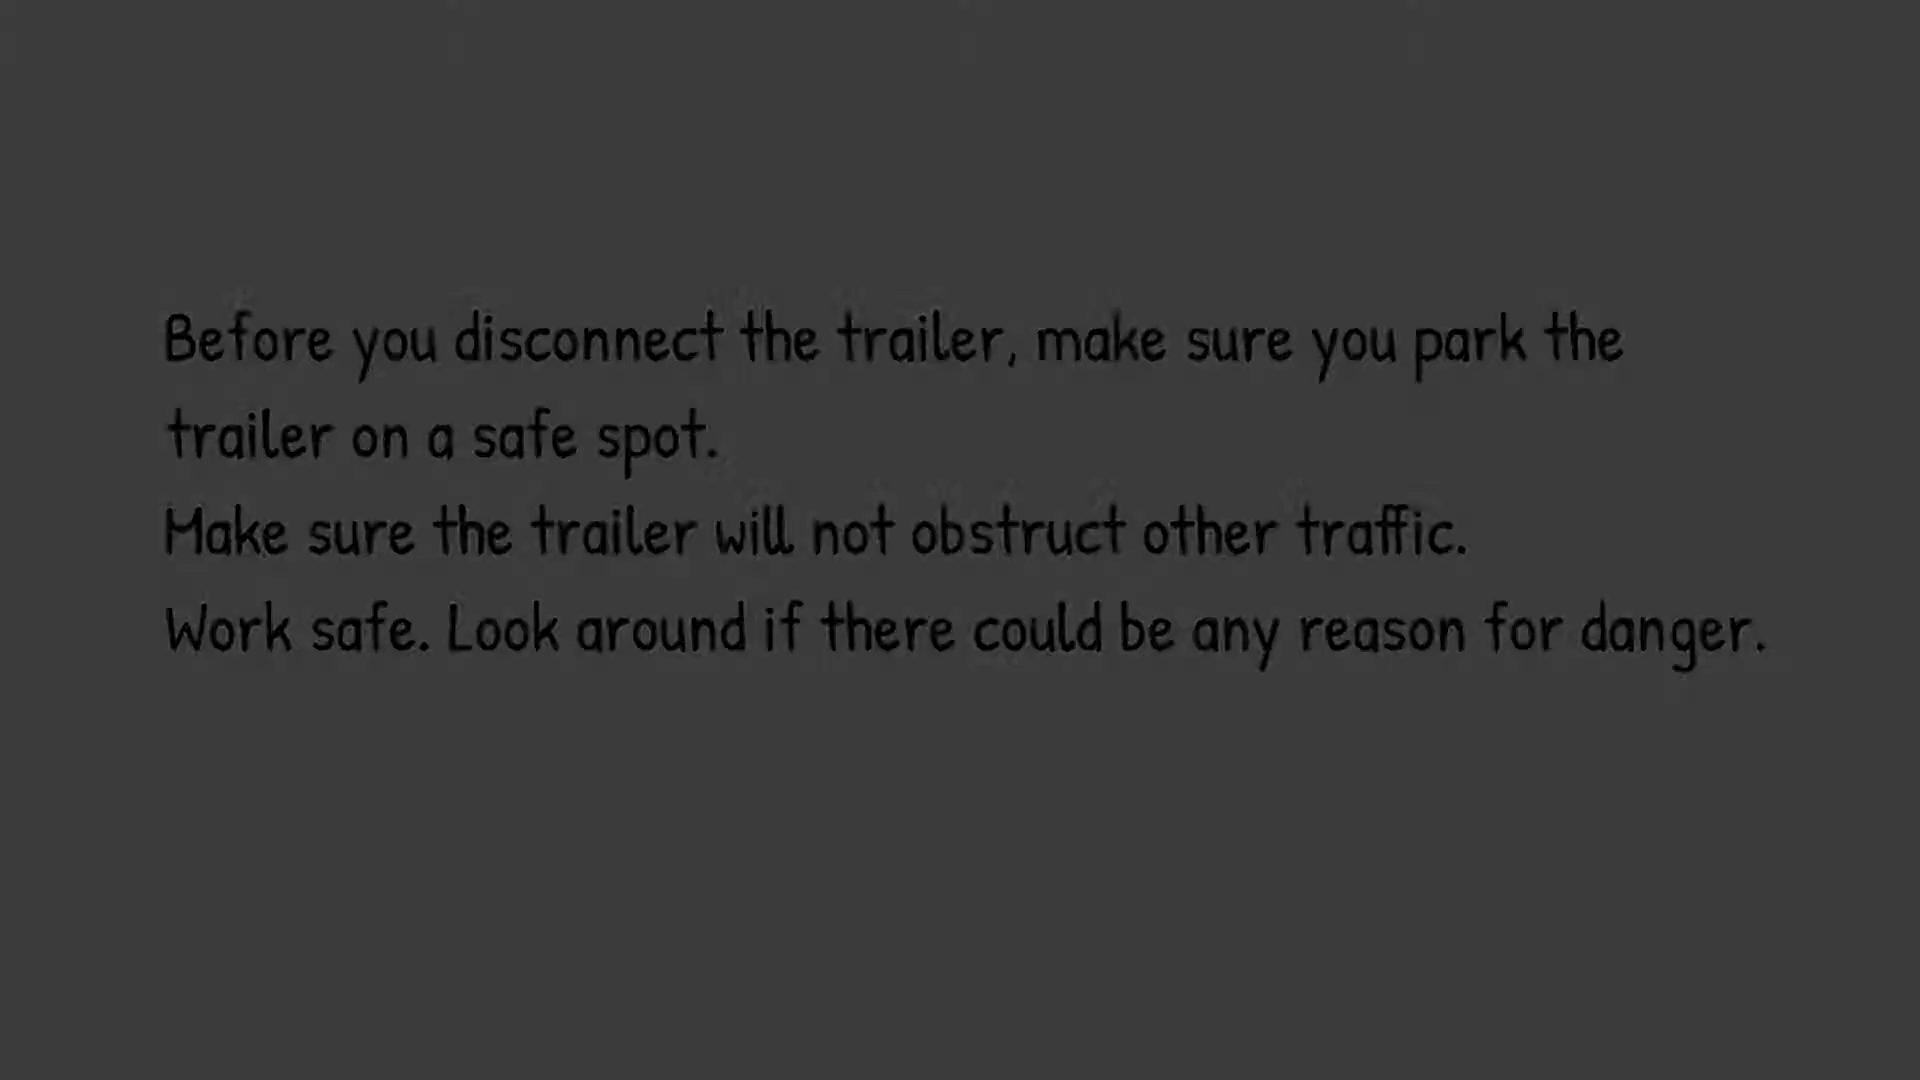 Before you disconnect the trailer, make sure you park the
trailer on a safe spot.
Make sure the trailer will not obstruct other traffic.
Work safe. Look around if there could be any reason for danger.